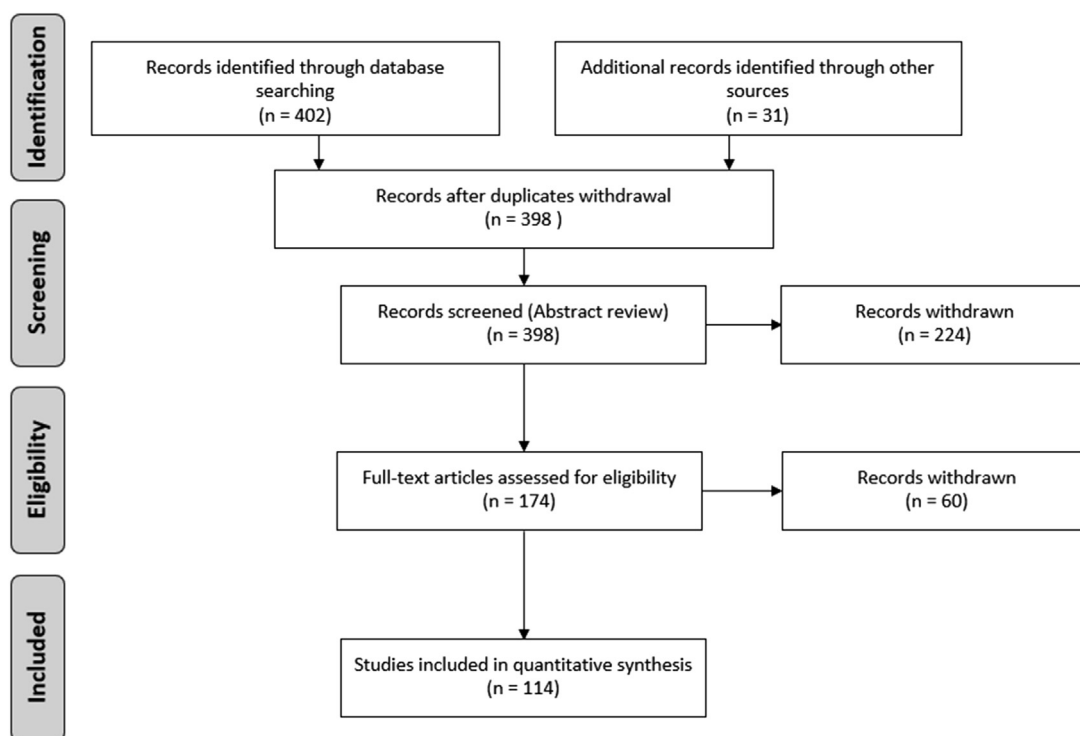 Identification
Records identified through database
searching
(n = 402)
Additional records identified through other
sources
(n = 31)
Records after duplicates withdrawal
(n = 398 )
Screening
Records screened (Abstract review)
(n = 398)
Records withdrawn
(n = 224)
Eligibility
Full-text articles assessed for eligibility
(n = 174)
Records withdrawn
(n = 60)
Included
Studies included in quantitative synthesis
(n = 114)